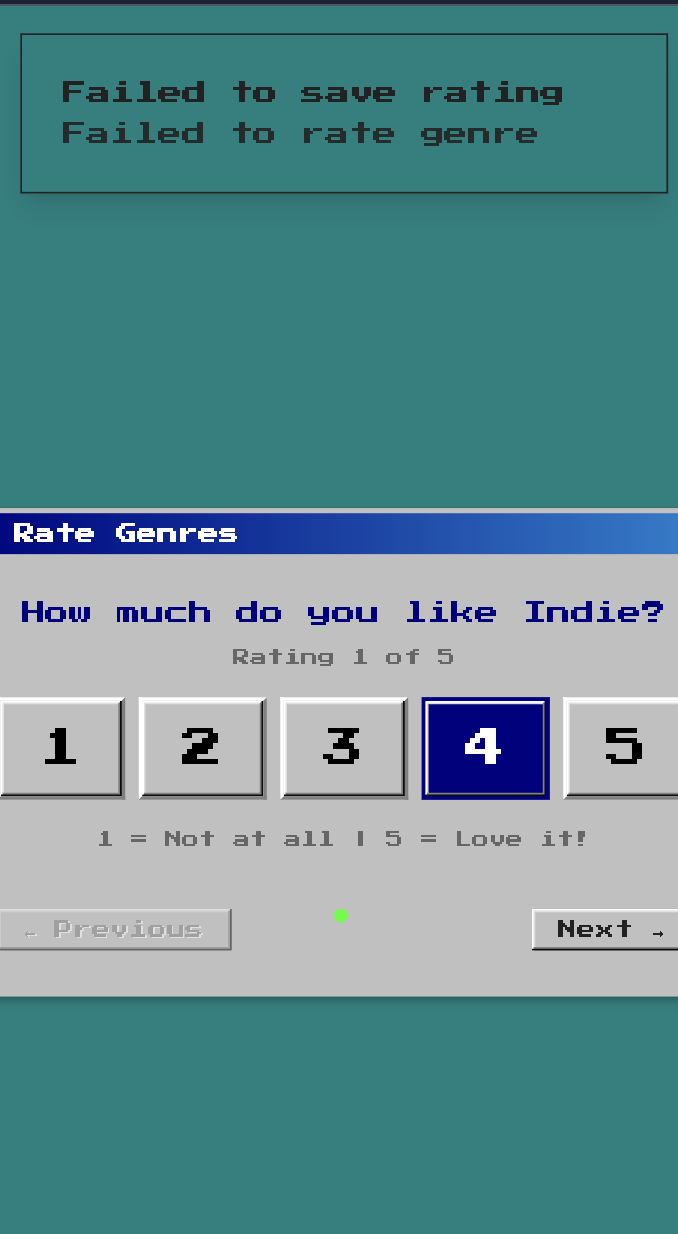 Failed to save rating
Failed to rate genre
Rate Genres
How much do you like Indie?
Rating 1 of 5
1 2 3 4 5
1 = Not at all | 5 = Love it!
← Previous Next →